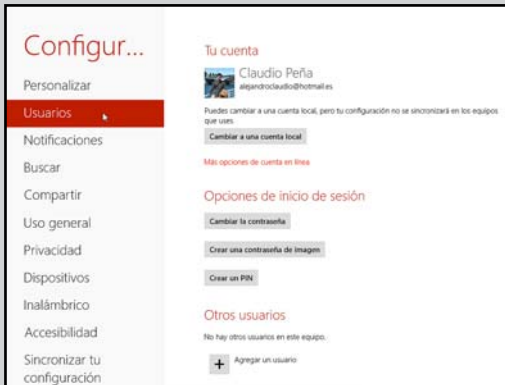 Configur...
Personalizar
Usuarios
Notificaciones
Buscar
Compartir
Uso general
Privacidad
Dispositivos
Inalámbrico
Accesibilidad
Sincronizar tu
configuración
Tu cuenta
Claudio Peña
alejandroclaudio@hotmail.es
Puedes cambiar a una cuenta local, pero tu configuración no se sincronizará en los equipos
que uses.
Cambiar a una cuenta local
Más opciones de cuenta en línea
Opciones de inicio de sesión
Cambiar la contraseña
Crear una contraseña de imagen
Crear un PIN
Otros usuarios
No hay otros usuarios en este equipo.
+ Agregar un usuario